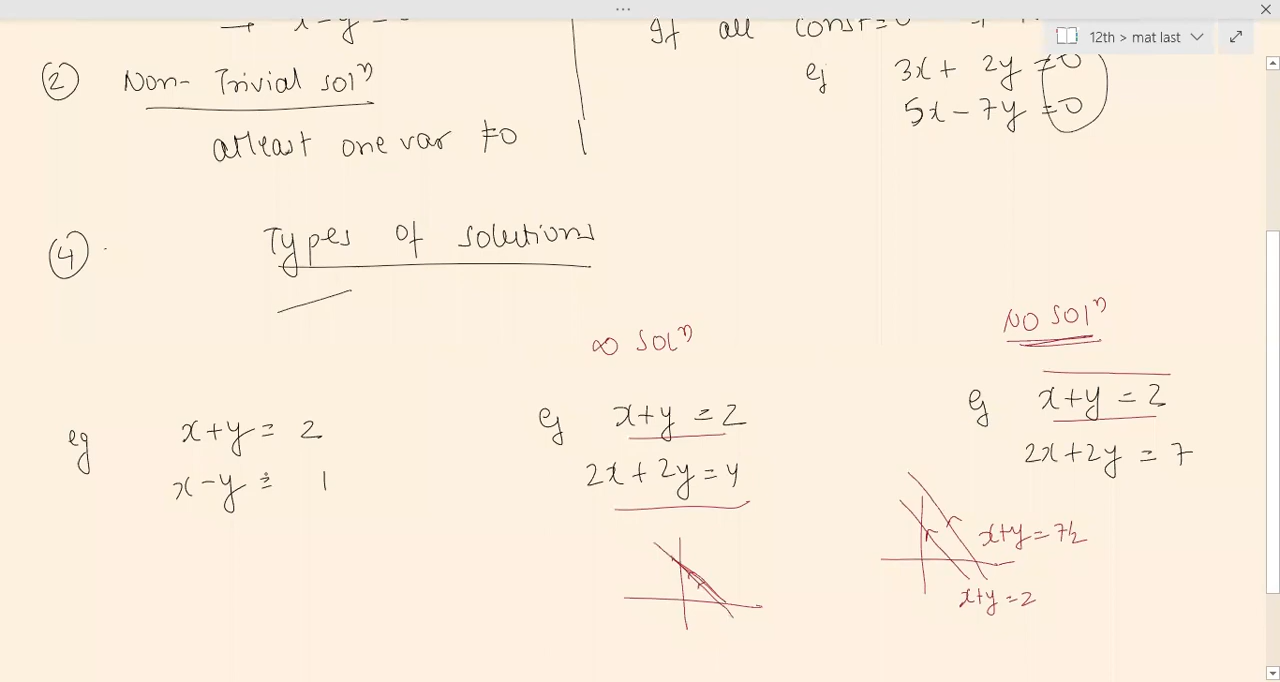 → x-y =
If all const=0
12th > mat last
② Non-Trivial solⁿ
eg 3x + 2y = 0
5x - 7y = 0
atleast one var ≠0
④ Types of solutions
∞ Solⁿ
NO Solⁿ
eg x+y = 2
x-y = 1
eg x+y = 2
2x + 2y = 4
eg x+y = 2
2x+2y = 7
x+y = 7/2
x+y = 2